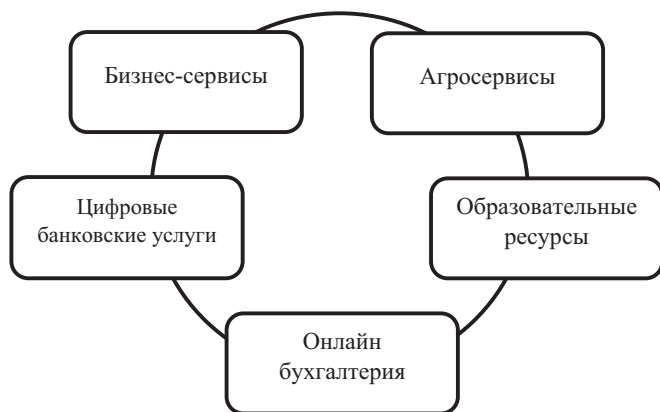 Бизнес-сервисы
Агросервисы
Цифровые
банковские услуги
Образовательные
ресурсы
Онлайн
бухгалтерия